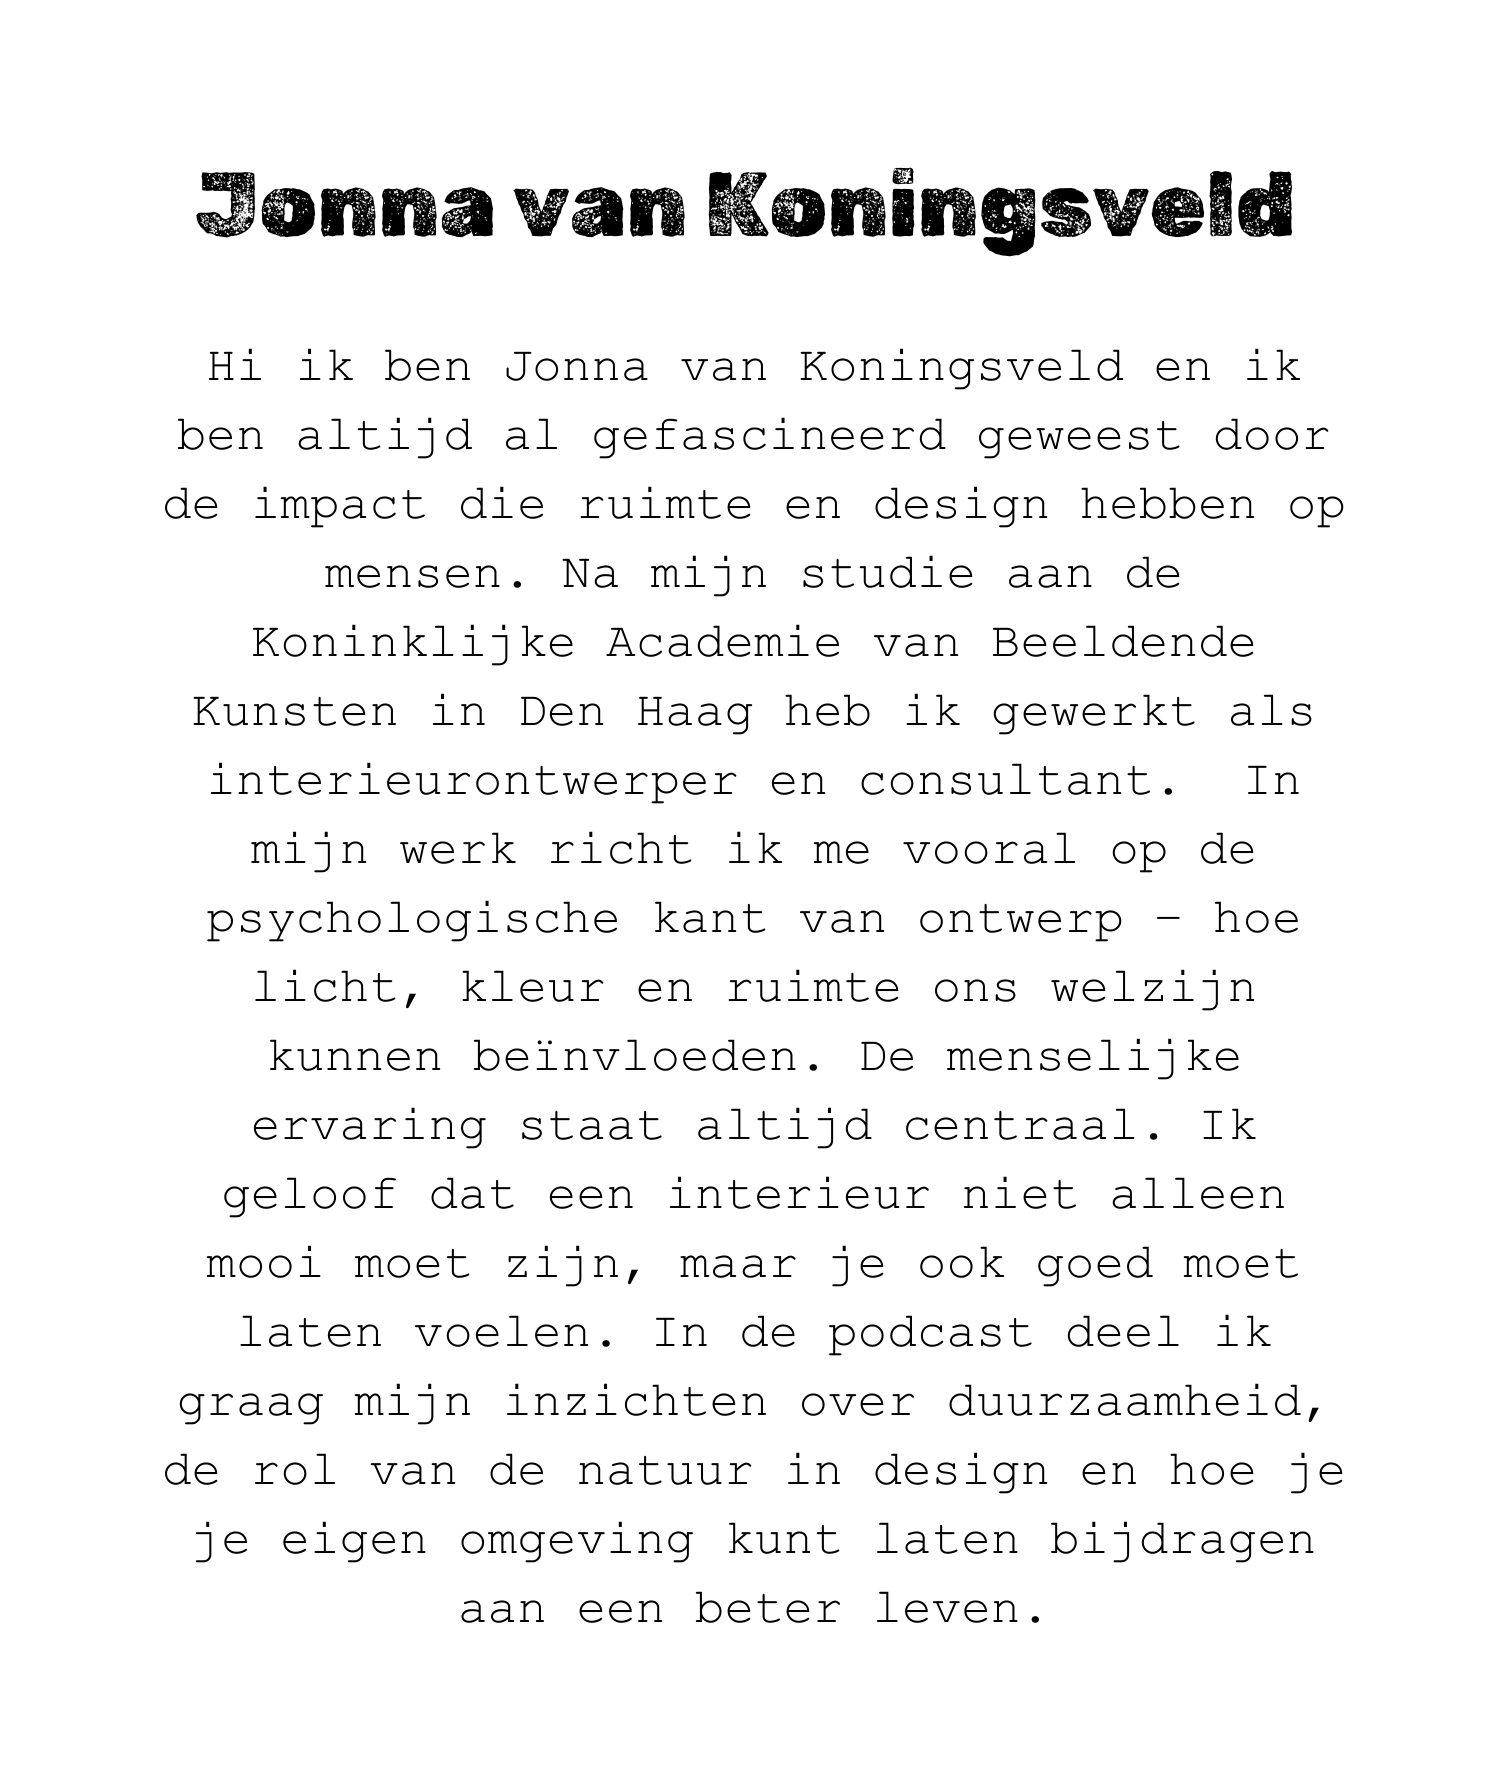 Jonna van Koningsveld
Hi ik ben Jonna van Koningsveld en ik
ben altijd al gefascineerd geweest door
de impact die ruimte en design hebben op
mensen. Na mijn studie aan de
Koninklijke Academie van Beeldende
Kunsten in Den Haag heb ik gewerkt als
interieurontwerper en consultant.  In
mijn werk richt ik me vooral op de
psychologische kant van ontwerp – hoe
licht, kleur en ruimte ons welzijn
kunnen beïnvloeden. De menselijke
ervaring staat altijd centraal. Ik
geloof dat een interieur niet alleen
mooi moet zijn, maar je ook goed moet
laten voelen. In de podcast deel ik
graag mijn inzichten over duurzaamheid,
de rol van de natuur in design en hoe je
je eigen omgeving kunt laten bijdragen
aan een beter leven.